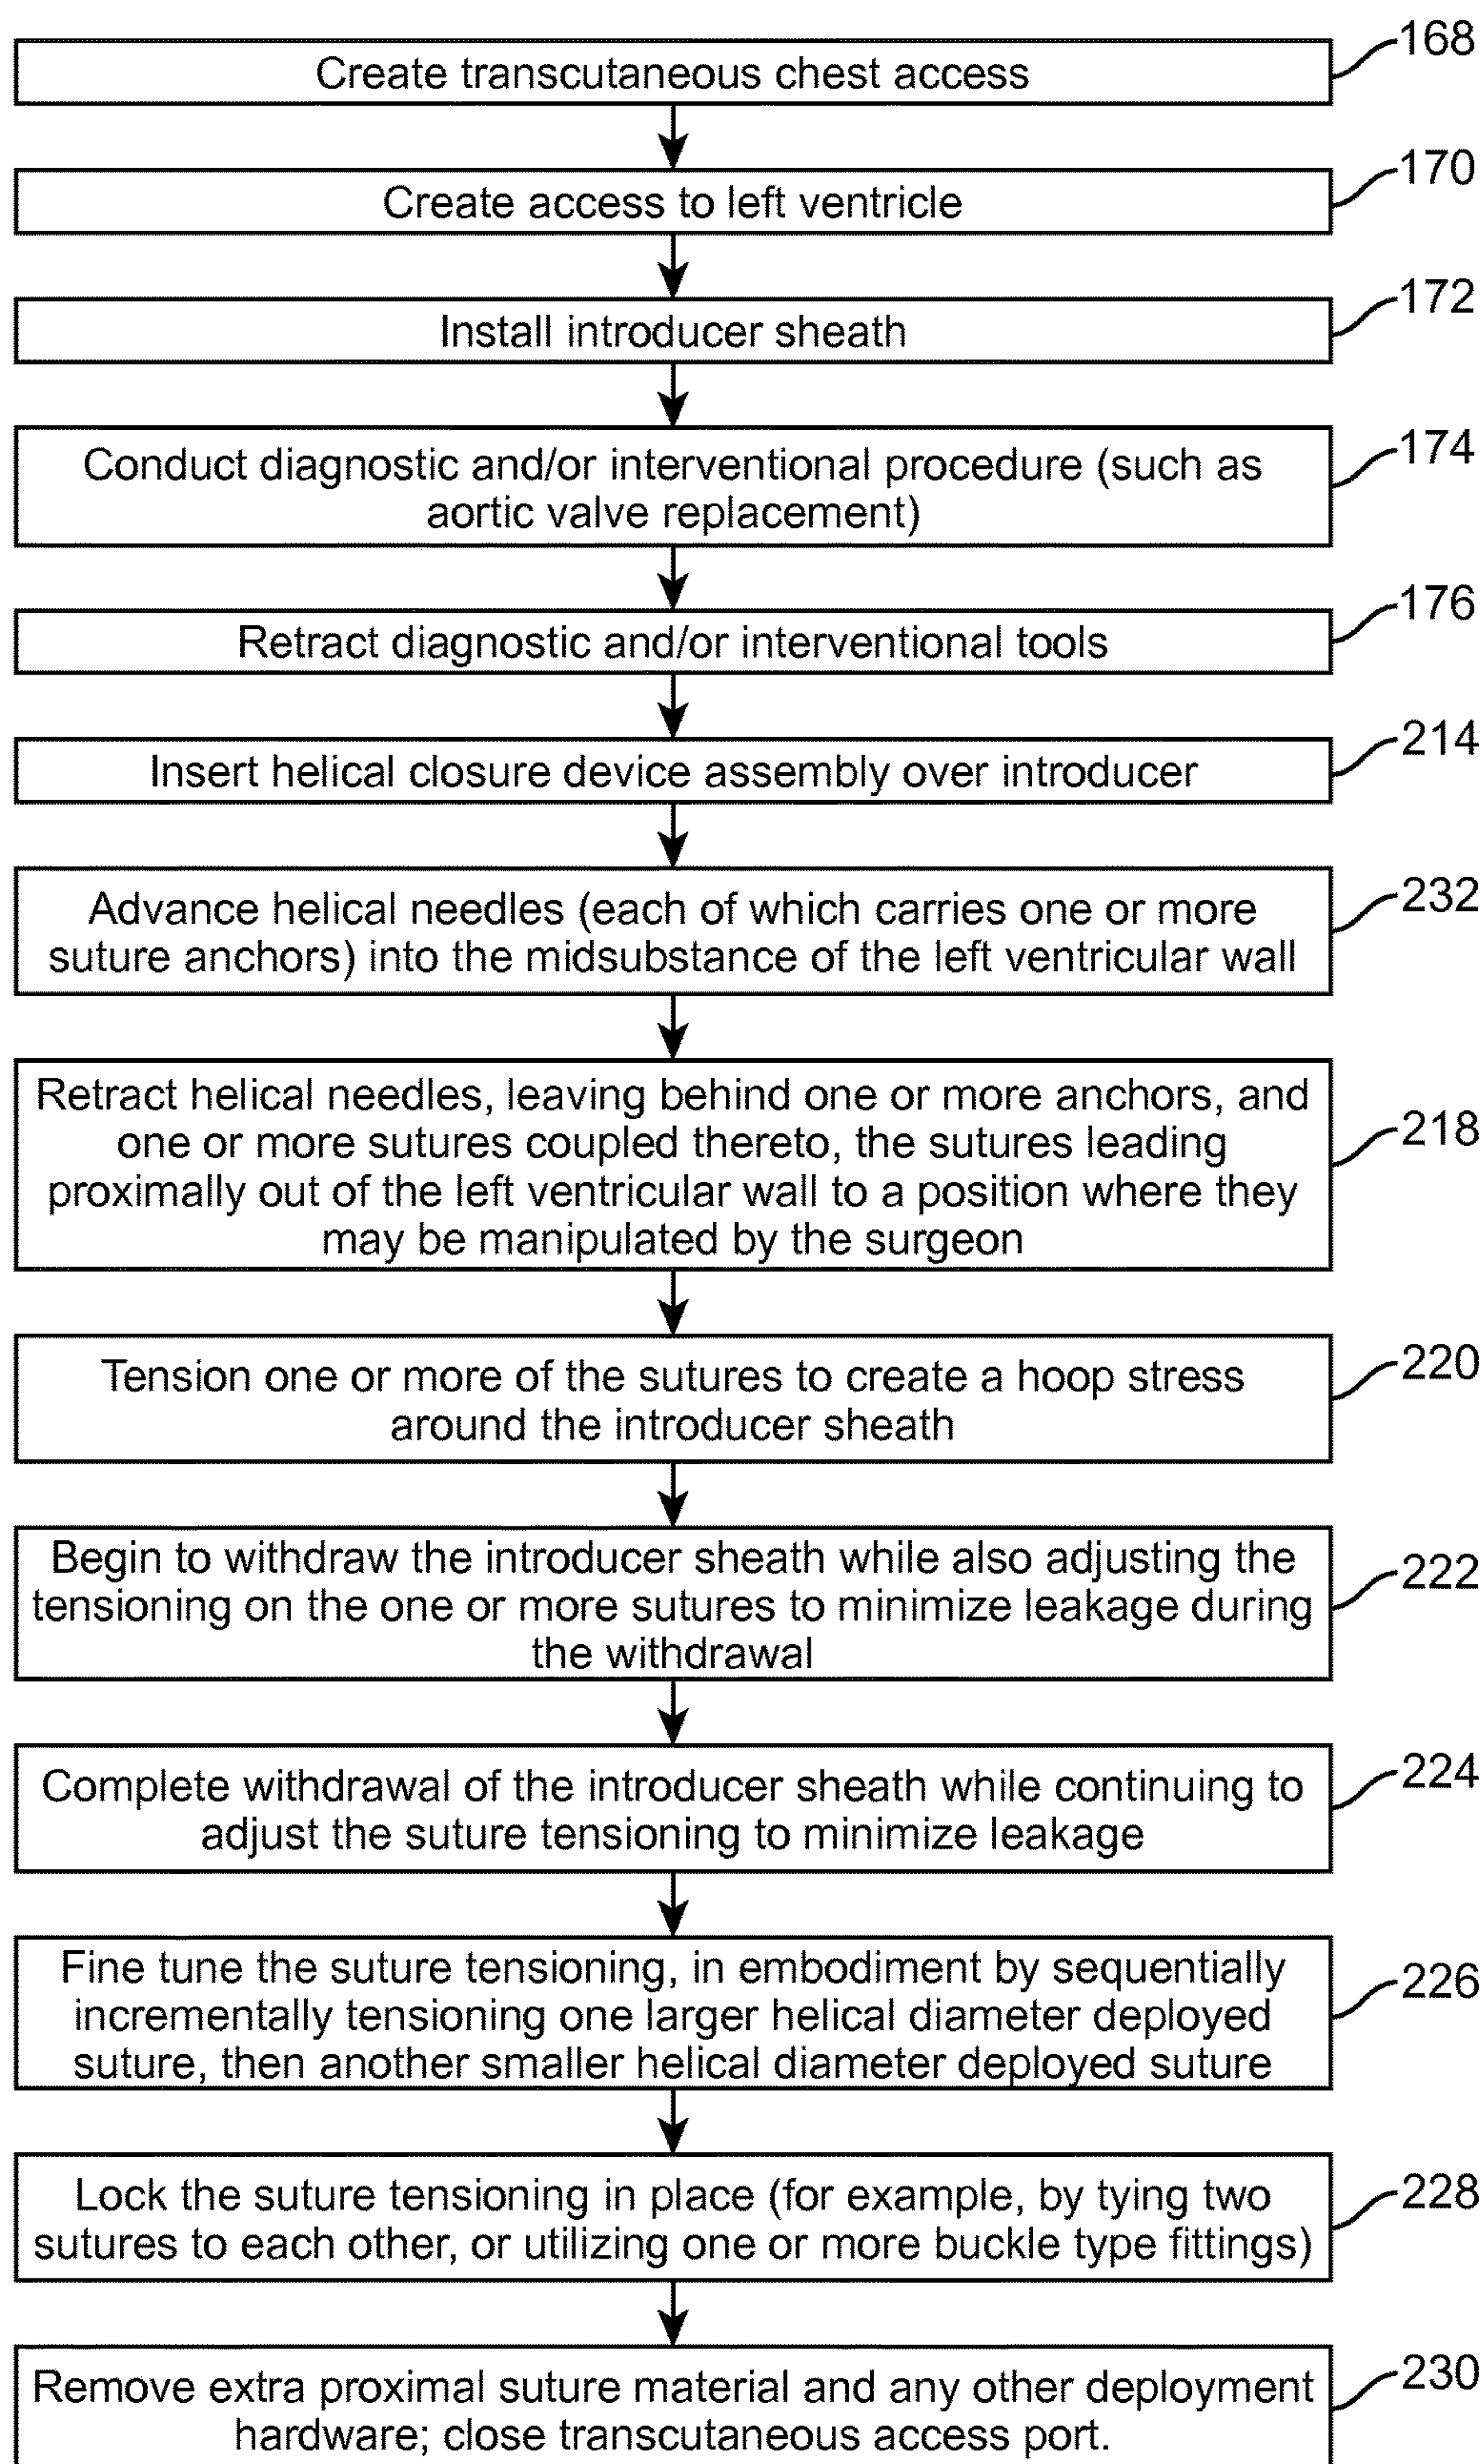 168
Create transcutaneous chest access
170
Create access to left ventricle
172
Install introducer sheath
174
Conduct diagnostic and/or interventional procedure (such as
aortic valve replacement)
176
Retract diagnostic and/or interventional tools
214
Insert helical closure device assembly over introducer
232
Advance helical needles (each of which carries one or more
suture anchors) into the midsubstance of the left ventricular wall
218
Retract helical needles, leaving behind one or more anchors, and
one or more sutures coupled thereto, the sutures leading
proximally out of the left ventricular wall to a position where they
may be manipulated by the surgeon
220
Tension one or more of the sutures to create a hoop stress
around the introducer sheath
222
Begin to withdraw the introducer sheath while also adjusting the
tensioning on the one or more sutures to minimize leakage during
the withdrawal
224
Complete withdrawal of the introducer sheath while continuing to
adjust the suture tensioning to minimize leakage
226
Fine tune the suture tensioning, in embodiment by sequentially
incrementally tensioning one larger helical diameter deployed
suture, then another smaller helical diameter deployed suture
228
Lock the suture tensioning in place (for example, by tying two
sutures to each other, or utilizing one or more buckle type fittings)
230
Remove extra proximal suture material and any other deployment
hardware; close transcutaneous access port.